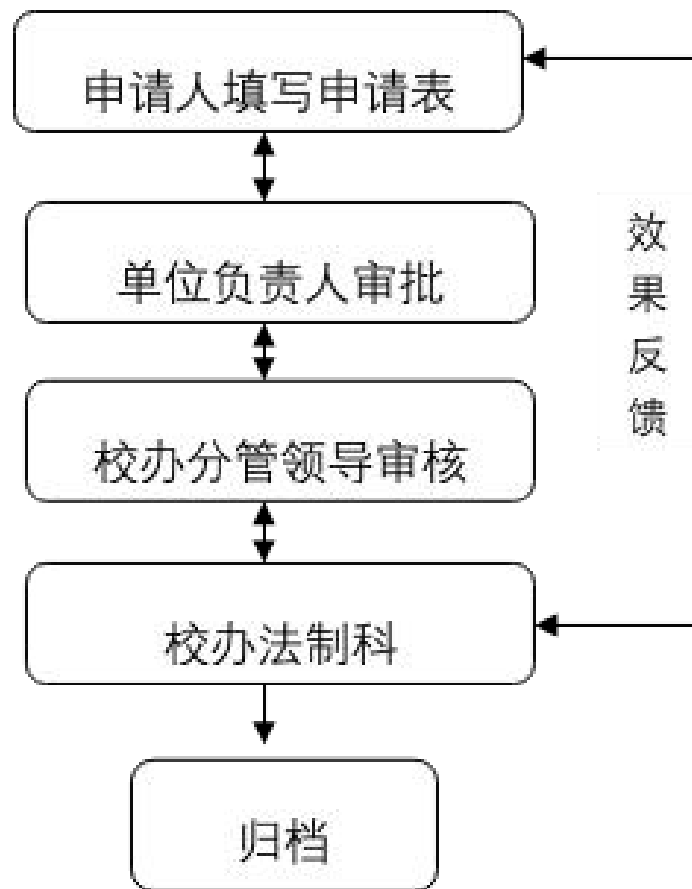 申请人填写申请表
单位负责人审批
校办分管领导审核
校办法制科
归档
效
果
反
馈